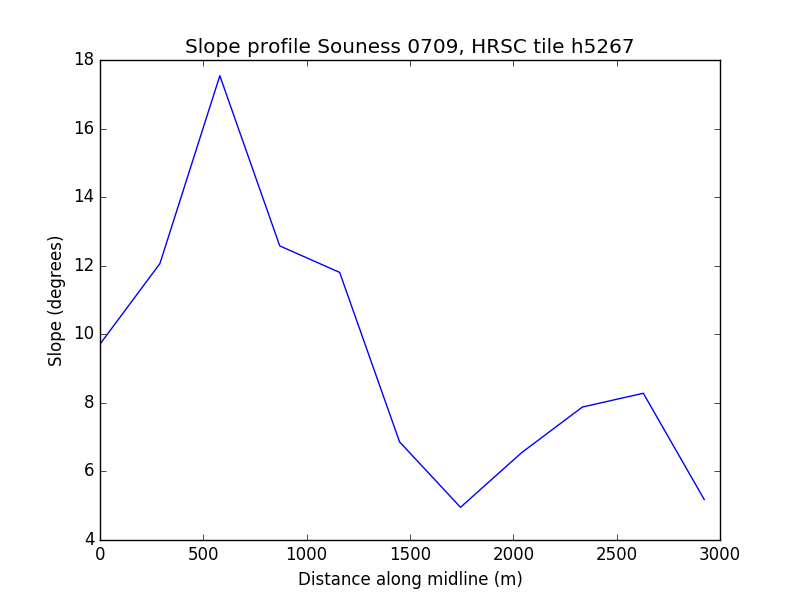 Slope profile Souness 0709, HRSC tile h5267
18
16
14
12
10
8
6
4
Slope (degrees)
0 500 1000 1500 2000 2500 3000
Distance along midline (m)